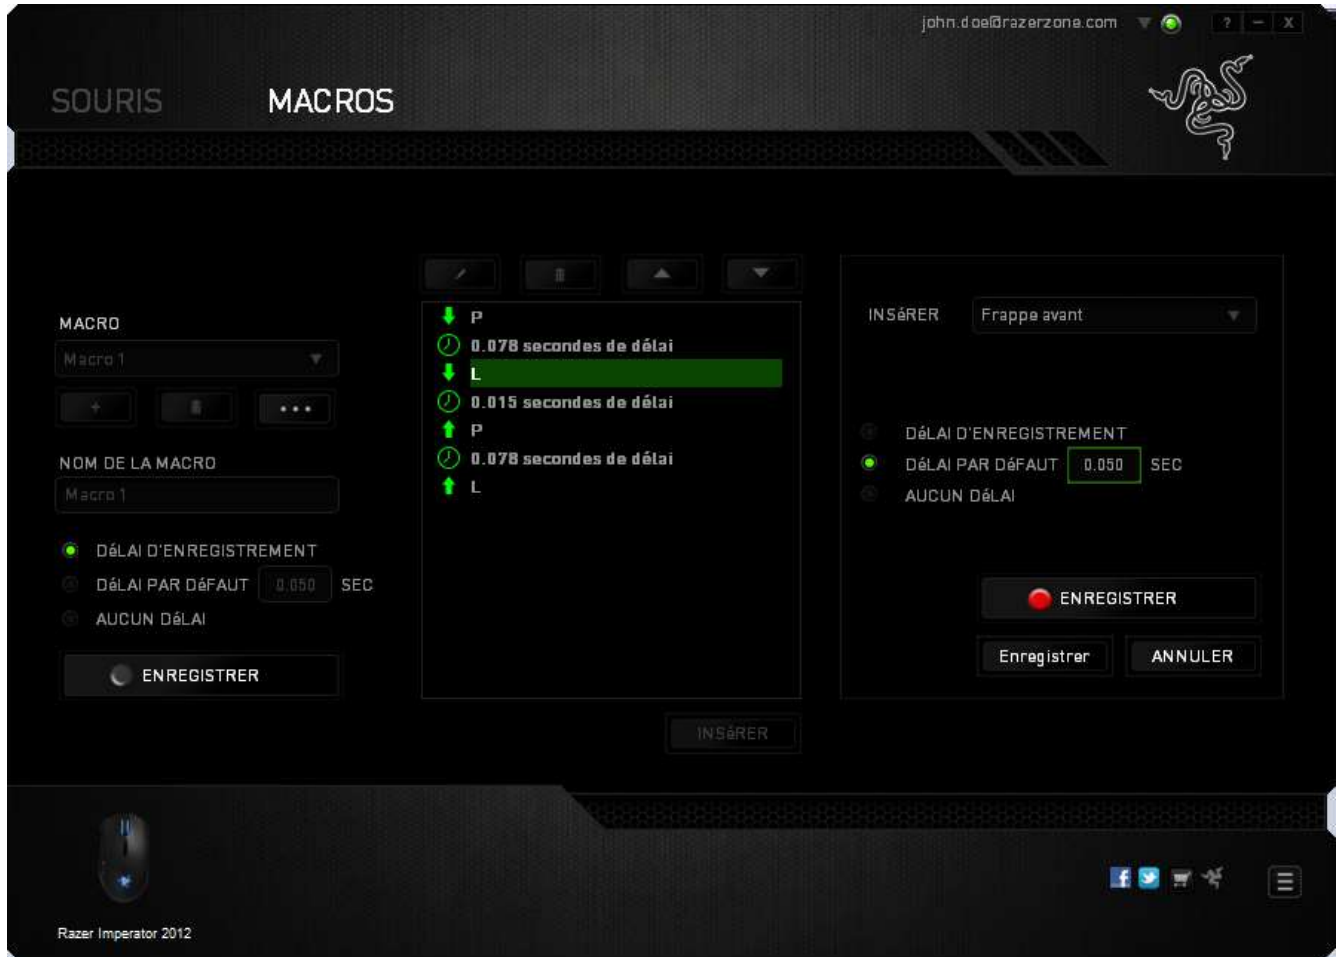 john.doe@razerzone.com
? – X
SOURIS
MACROS
MACRO
Macro 1
+
...
NOM DE LA MACRO
Macro 1
DéLAI D'ENREGISTREMENT
DéLAI PAR DéFAUT 0.050 SEC
AUCUN DéLAI
ENREGISTRER
P
0.078 secondes de délai
L
0.015 secondes de délai
P
0.078 secondes de délai
L
INSéRER
INSéRER Frappe avant
DéLAI D'ENREGISTREMENT
DéLAI PAR DéFAUT 0.050 SEC
AUCUN DéLAI
ENREGISTRER
Enregistrer ANNULER
f
Razer Imperator 2012